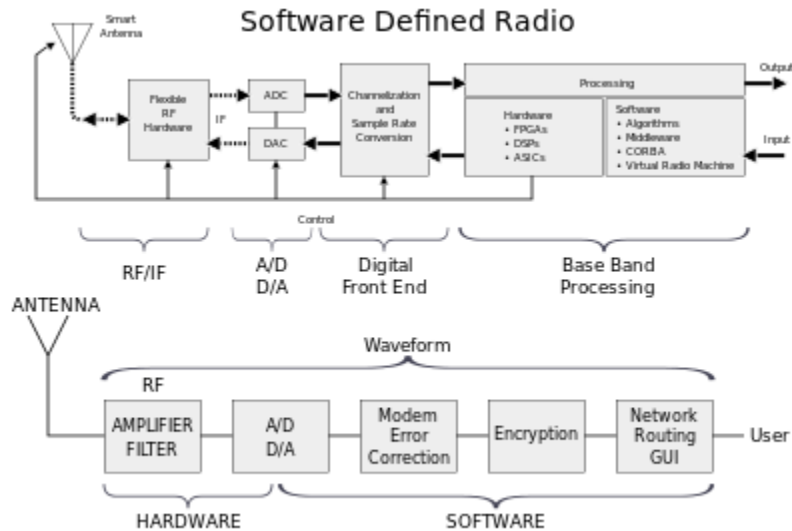 Software Defined Radio
Smart
Antenna
Flexible
RF
Hardware
IF
ADC
DAC
Channelization
and
Sample Rate
Conversion
Processing
Hardware
• FPGAs
• DSPs
• ASICs
Software
• Algorithms
• Middleware
• CORBA
• Virtual Radio Machine
Output
Input
Control
RF/IF
A/D
D/A
Digital
Front End
Base Band
Processing
ANTENNA
Waveform
RF
AMPLIFIER
FILTER
A/D
D/A
Modem
Error
Correction
Encryption
Network
Routing
GUI
User
HARDWARE
SOFTWARE